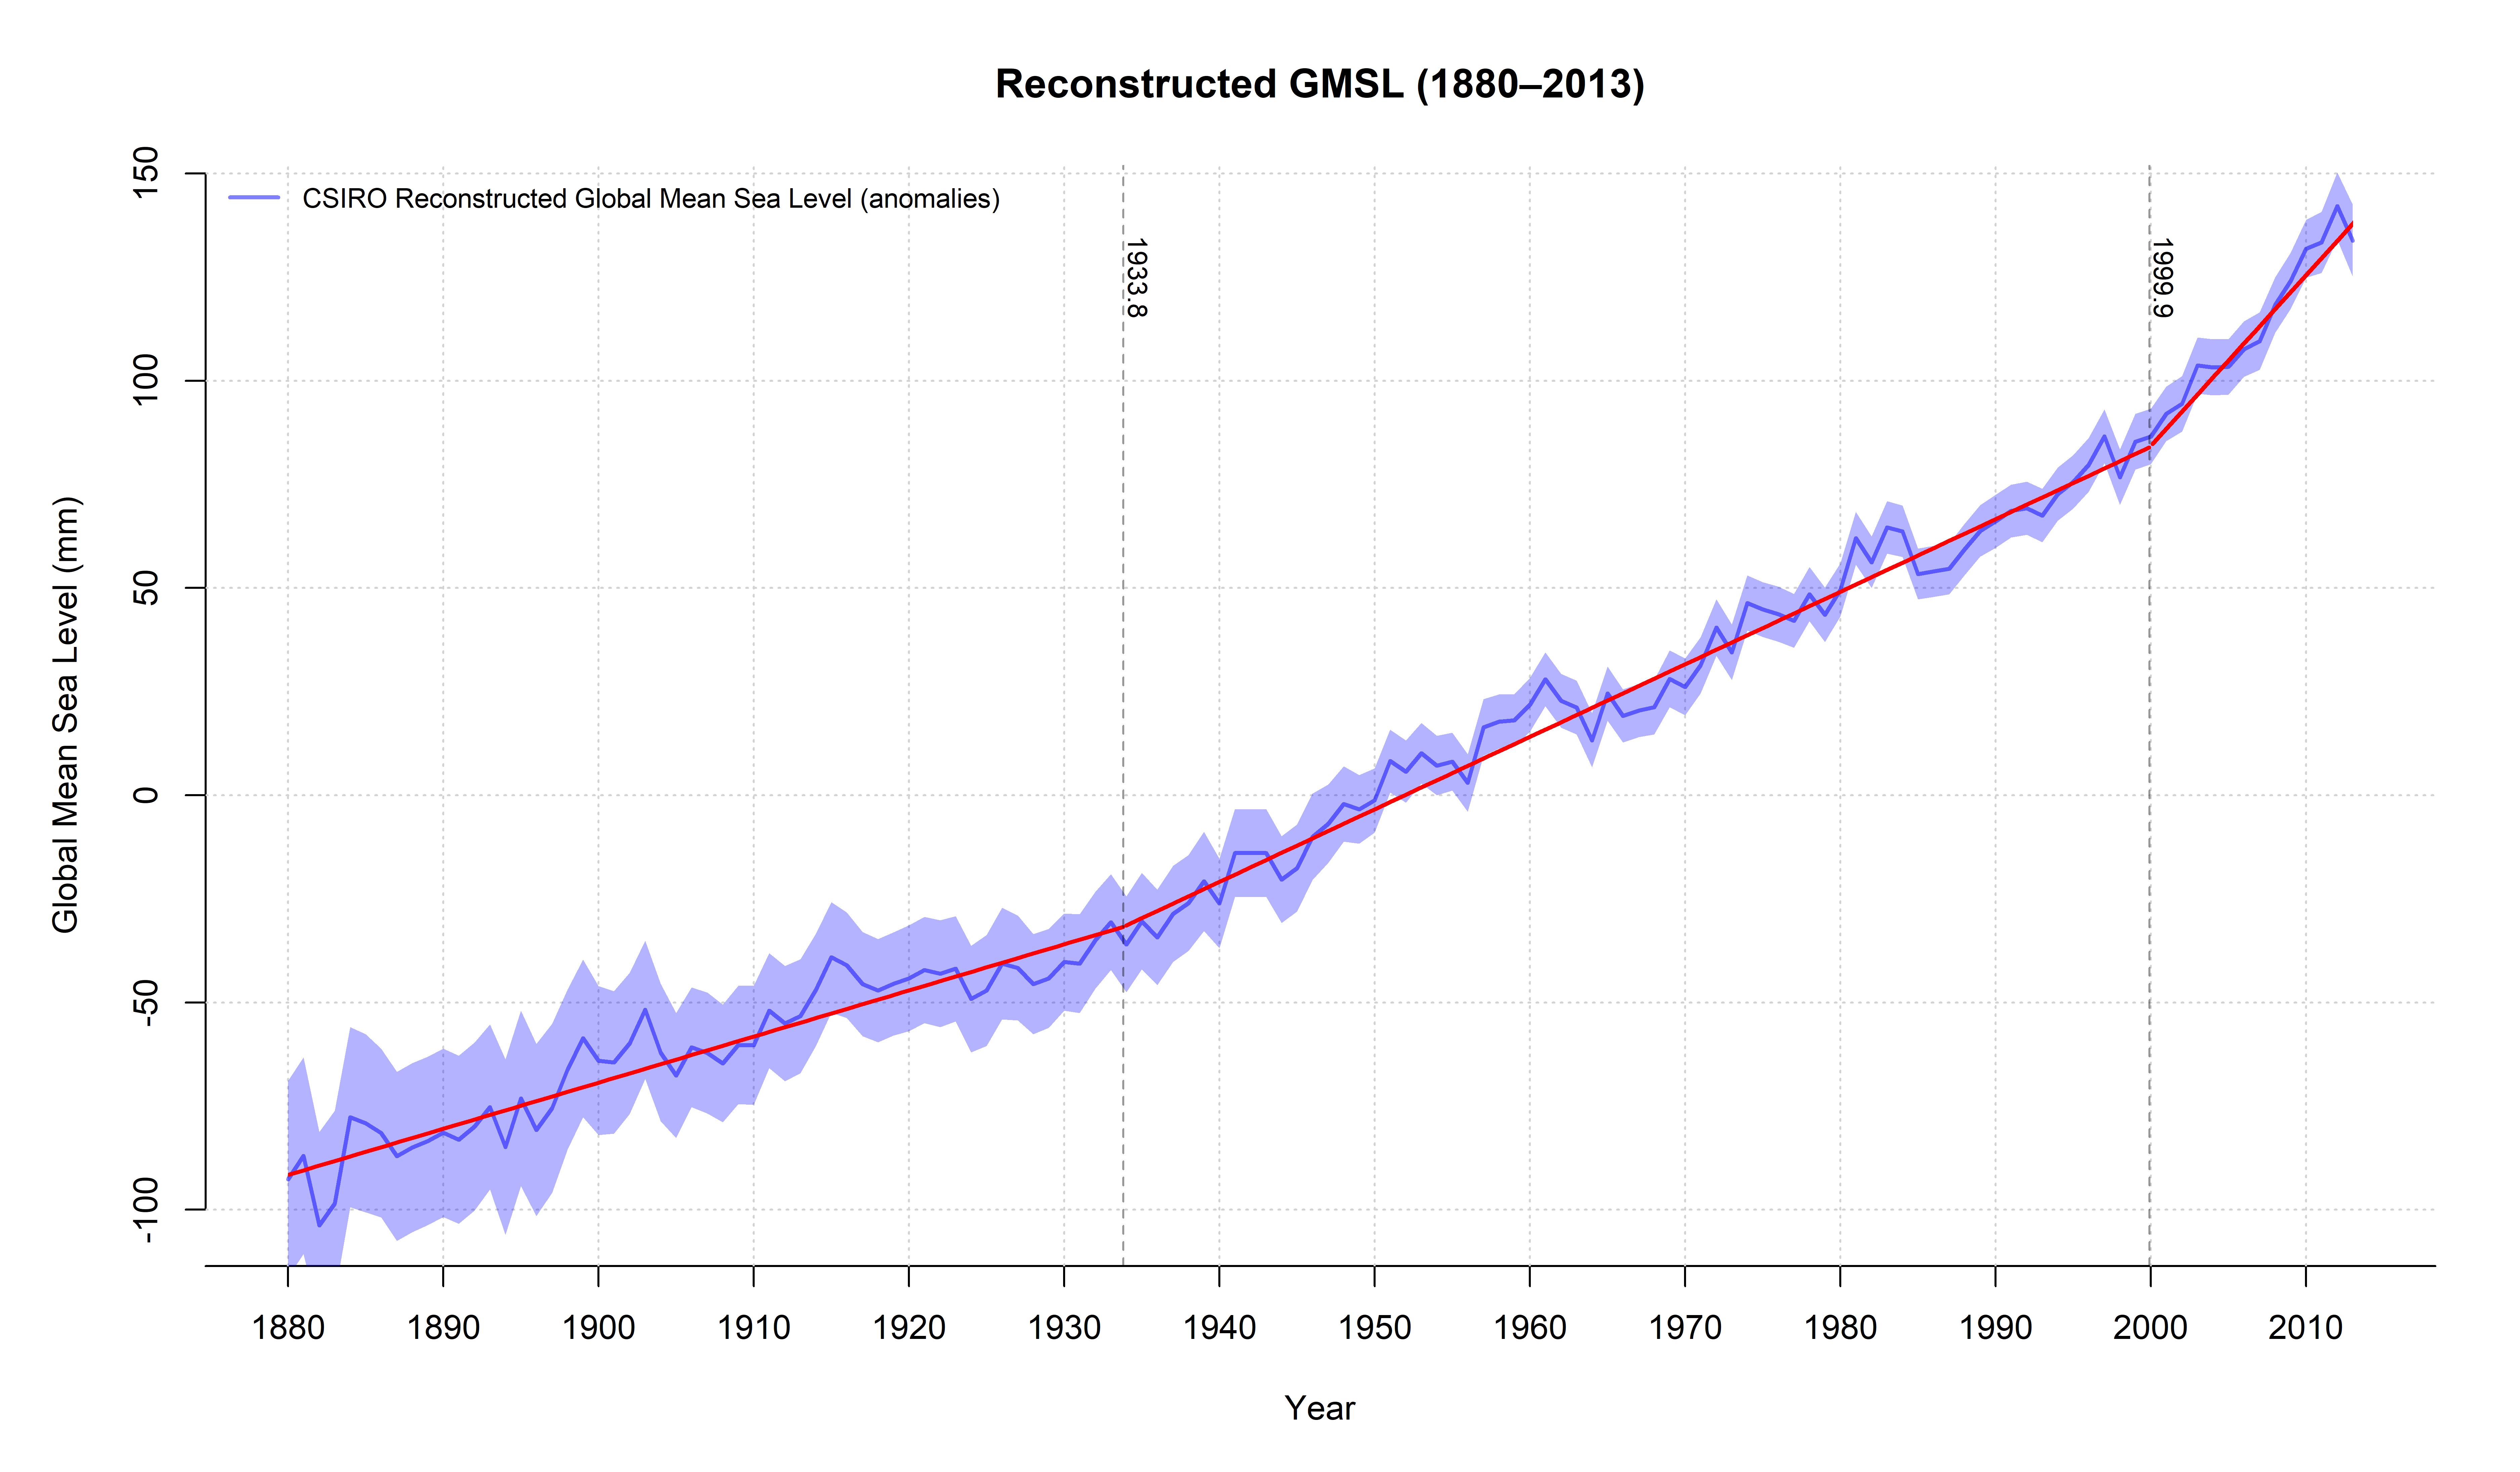 Reconstructed GMSL (1880–2013)
CSIRO Reconstructed Global Mean Sea Level (anomalies)
1933.8
1999.9
Global Mean Sea Level (mm)
150
100
50
0
-50
-100
1880 1890 1900 1910 1920 1930 1940 1950 1960 1970 1980 1990 2000 2010
Year